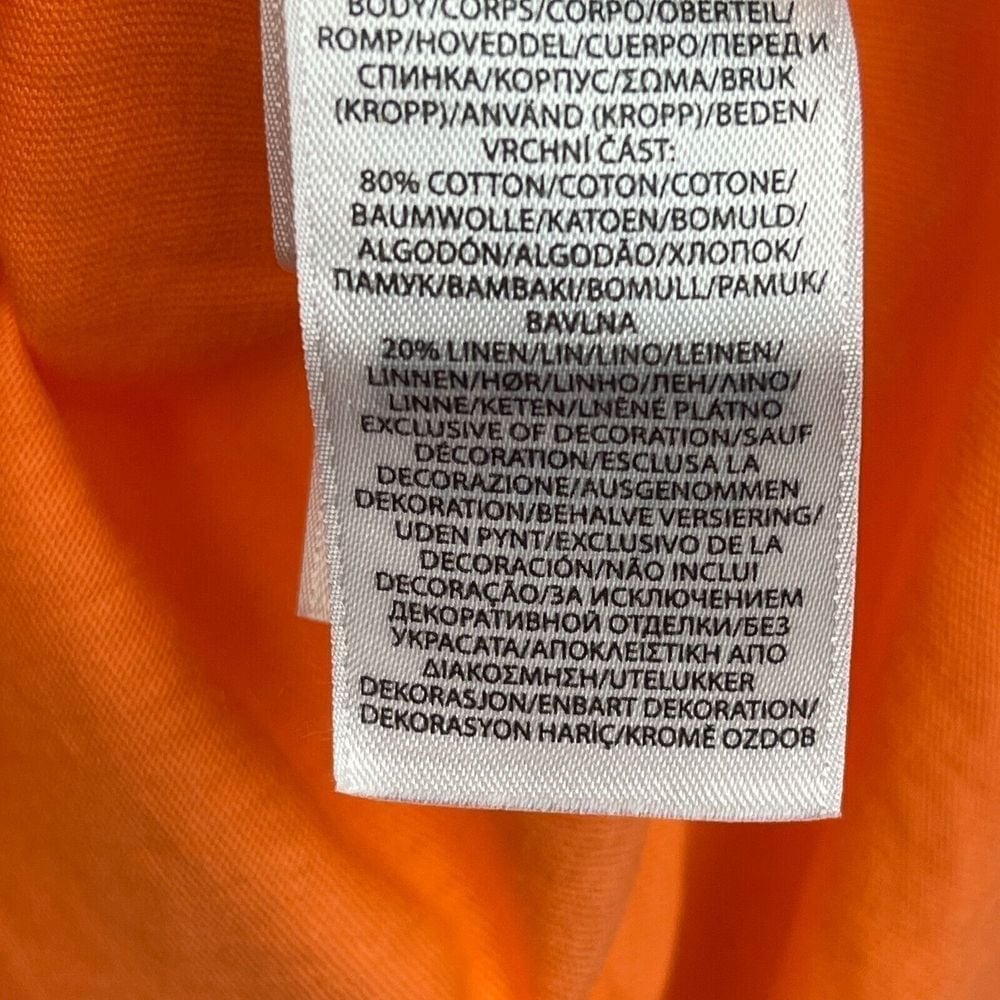 BODY/CORPS/CORPO/OBERTEIL/
ROMP/HOVEDDEL/CUERPO/ПЕРЕД И
СПИНКА/КОРПУС/ΣΩΜΑ/BRUK
(KROPP)/ANVÄND (KROPP)/BEDEN/
VRCHNÍ ČÁST:
80% COTTON/COTON/COTONE/
BAUMWOLLE/KATOEN/BOMULD/
ALGODÓN/ALGODÃO/ХЛОПОК/
ПАМУК/ΒΑΜΒΑΚΙ/BOMULL/PAMUK/
BAVLNA
20% LINEN/LIN/LINO/LEINEN/
LINNEN/HØR/LINHO/ЛЕН/ΛΙΝΟ/
LINNE/KETEN/LNĚNÉ PLÁTNO
EXCLUSIVE OF DECORATION/SAUF
DÉCORATION/ESCLUSA LA
DECORAZIONE/AUSGENOMMEN
DEKORATION/BEHALVE VERSIERING/
UDEN PYNT/EXCLUSIVO DE LA
DECORACIÓN/NÃO INCLUI
DECORAÇÃO/ЗА ИСКЛЮЧЕНИЕМ
ДЕКОРАТИВНОЙ ОТДЕЛКИ/БЕЗ
УКРАСАТА/ΑΠΟΚΛΕΙΣΤΙΚΗ ΑΠΟ
ΔΙΑΚΟΣΜΗΣΗ/UTELUKKER
DEKORASJON/ENBART DEKORATION/
DEKORASYON HARİÇ/KROMĚ OZDOB